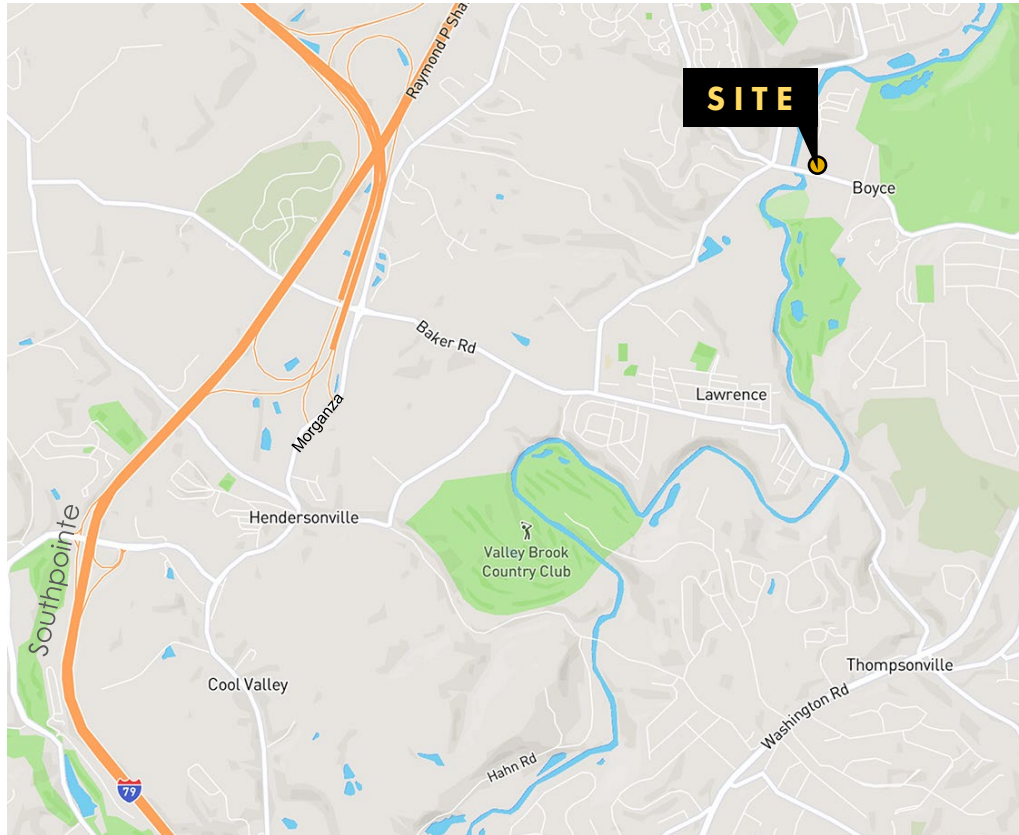 Raymond P Sha
SITE
Boyce
Baker Rd
Lawrence
Morganza
Hendersonville
Southpointe
Valley Brook
Country Club
Thompsonville
Cool Valley
Washington Rd
Hahn Rd
79